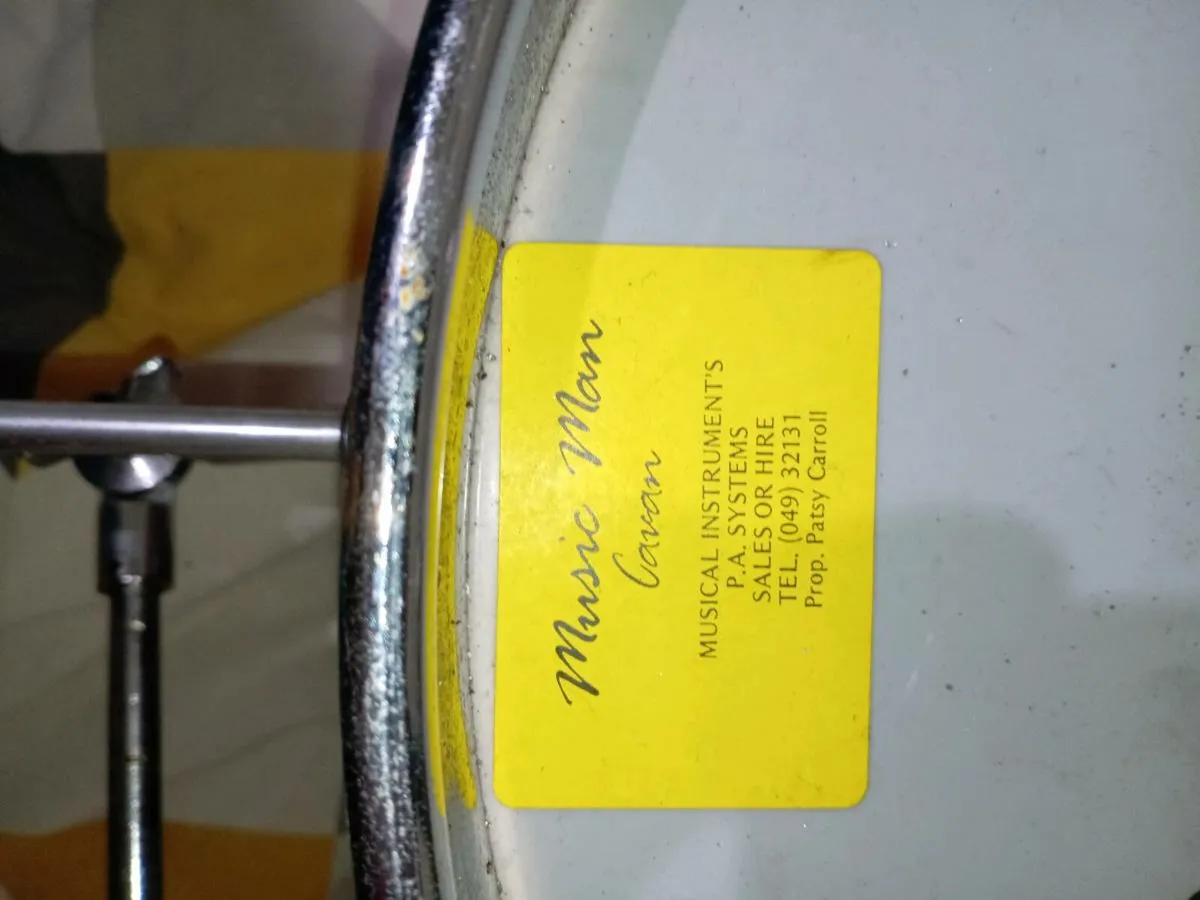 Music Man
Cavan
MUSICAL INSTRUMENT'S
P.A. SYSTEMS
SALES OR HIRE
TEL. (049) 32131
Prop. Patsy Carroll